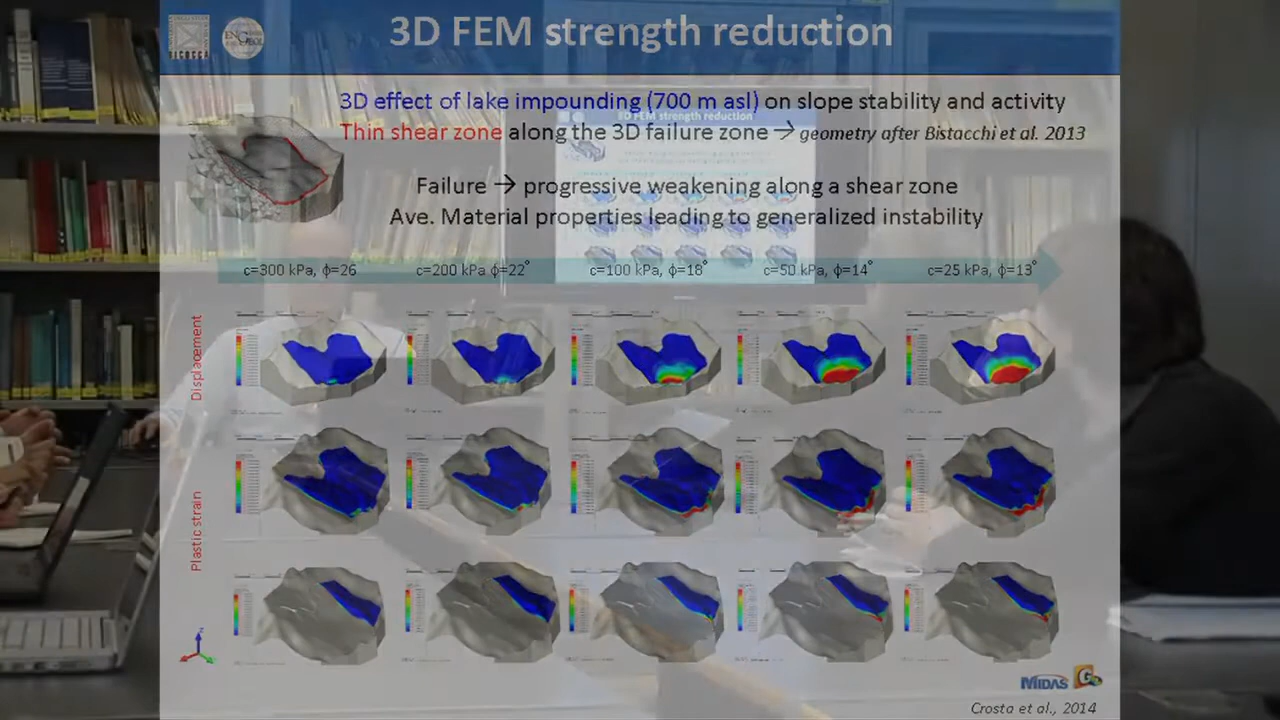 3D FEM strength reduction
BICOCCA
3D effect of lake impounding (700 m asl) on slope stability and activity
Thin shear zone along the 3D failure zone → geometry after Bistacchi et al. 2013
Failure → progressive weakening along a shear zone
Ave. Material properties leading to generalized instability
c=300 kPa, ϕ=26
c=200 kPa ϕ=22°
c=100 kPa, ϕ=18°
c=50 kPa, ϕ=14°
c=25 kPa, ϕ=13°
Displacement
Plastic strain
MIDAS
Crosta et al., 2014